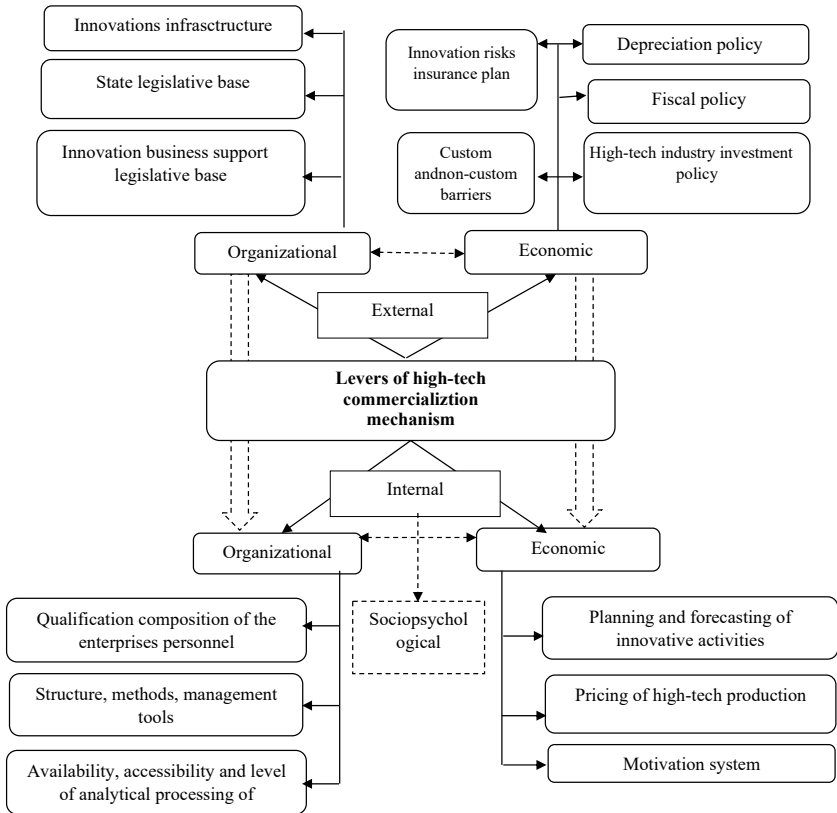 Innovations infrasctructure
State legislative base
Innovation business support
legislative base
Innovation risks
insurance plan
Depreciation policy
Fiscal policy
Custom
andnon-custom
barriers
High-tech industry investment
policy
Organizational
Economic
External
Levers of high-tech
commercializtion
mechanism
Internal
Organizational
Economic
Qualification composition of the
enterprises personnel
Sociopsychol
ogical
Planning and forecasting of
innovative activities
Structure, methods, management
tools
Pricing of high-tech production
Availability, accessibility and level
of analytical processing of
Motivation system